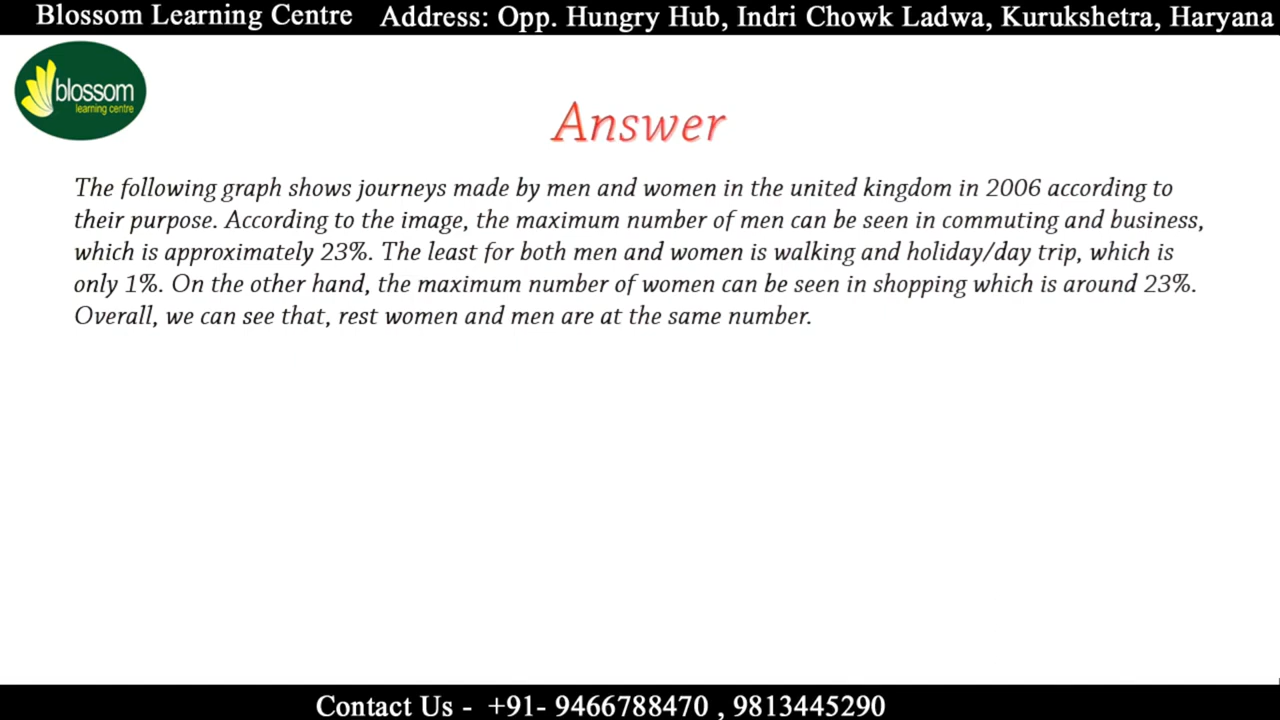 Blossom Learning Centre Address: Opp. Hungry Hub, Indri Chowk Ladwa, Kurukshetra, Haryana
blossom
learning centre
Answer
The following graph shows journeys made by men and women in the united kingdom in 2006 according to
their purpose. According to the image, the maximum number of men can be seen in commuting and business,
which is approximately 23%. The least for both men and women is walking and holiday/day trip, which is
only 1%. On the other hand, the maximum number of women can be seen in shopping which is around 23%.
Overall, we can see that, rest women and men are at the same number.
Contact Us - +91- 9466788470 , 9813445290